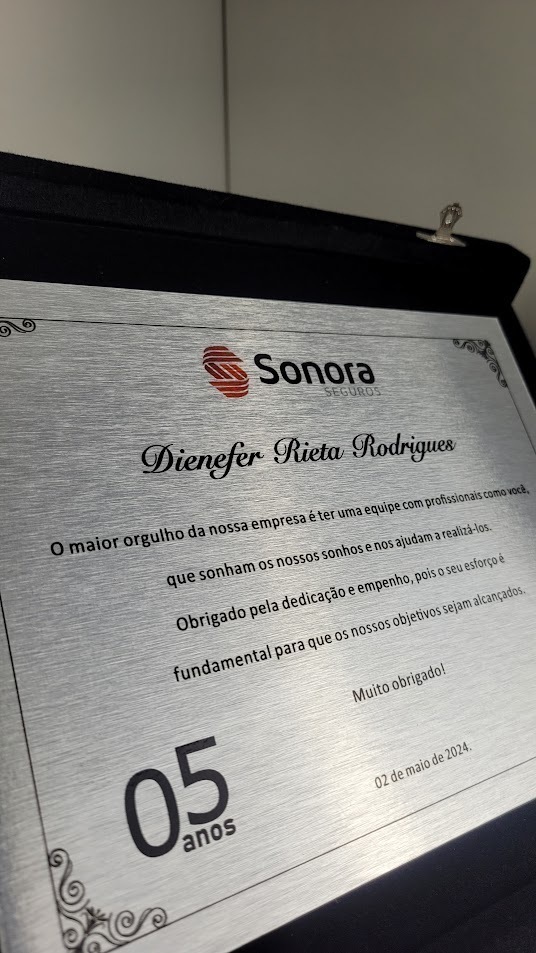 Sonora
SEGUROS
Dienefer Rieta Rodrigues
O maior orgulho da nossa empresa é ter uma equipe com profissionais como você,
que sonham os nossos sonhos e nos ajudam a realizá-los.
Obrigado pela dedicação e empenho, pois o seu esforço é
fundamental para que os nossos objetivos sejam alcançados.
Muito obrigado!
05
anos
02 de maio de 2024.